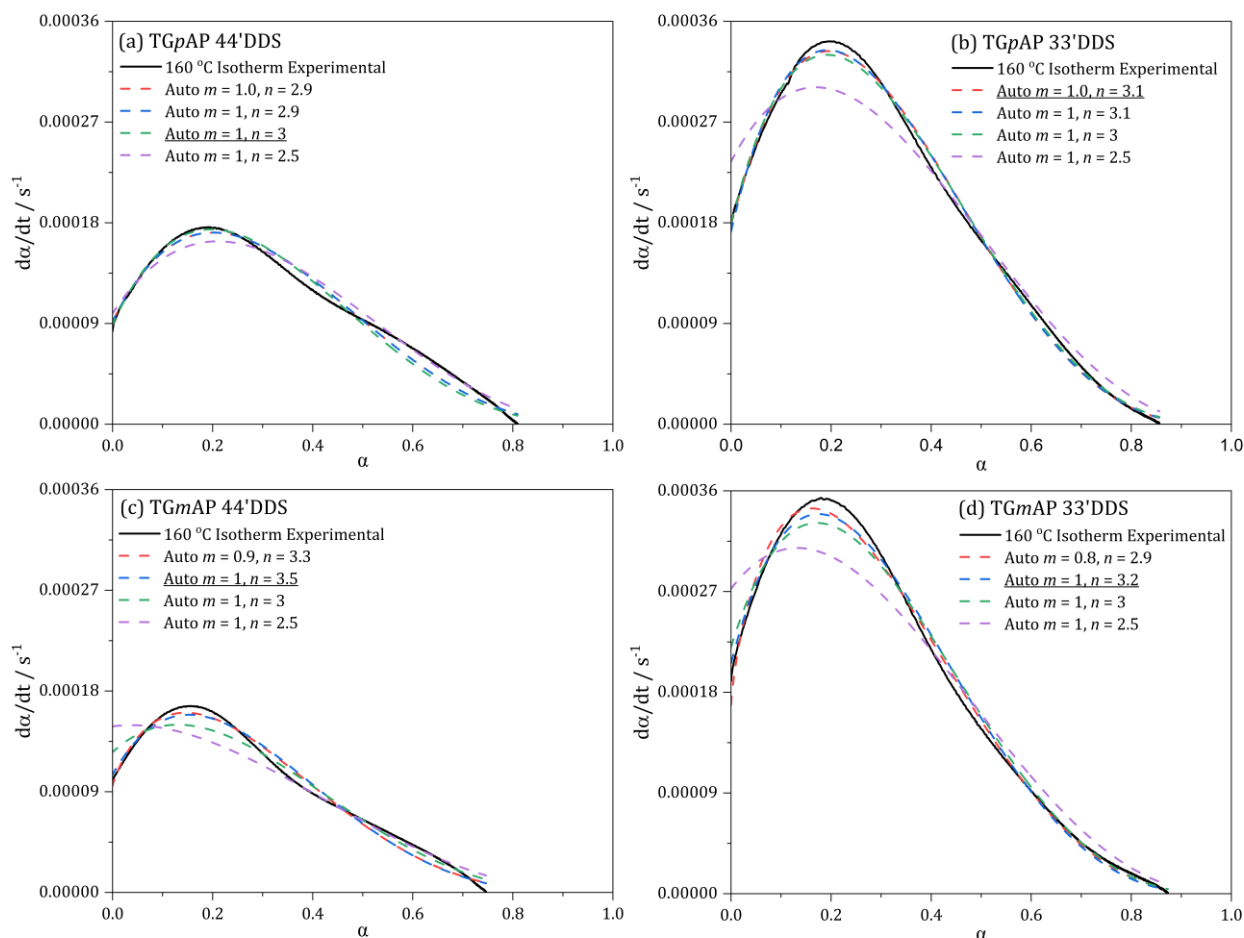 (a) TGpAP 44'DDS
160 °C Isotherm Experimental
Auto m = 1.0, n = 2.9
Auto m = 1, n = 2.9
Auto m = 1, n = 3
Auto m = 1, n = 2.5
0.00036
0.00027
0.00018
0.00009
0.00000
dα/dt / s⁻¹
0.0 0.2 0.4 0.6 0.8 1.0
α
(b) TGpAP 33'DDS
160 °C Isotherm Experimental
Auto m = 1.0, n = 3.1
Auto m = 1, n = 3.1
Auto m = 1, n = 3
Auto m = 1, n = 2.5
0.00036
0.00027
0.00018
0.00009
0.00000
dα/dt / s⁻¹
0.0 0.2 0.4 0.6 0.8 1.0
α
(c) TGmAP 44'DDS
160 °C Isotherm Experimental
Auto m = 0.9, n = 3.3
Auto m = 1, n = 3.5
Auto m = 1, n = 3
Auto m = 1, n = 2.5
0.00036
0.00027
0.00018
0.00009
0.00000
dα/dt / s⁻¹
0.0 0.2 0.4 0.6 0.8 1.0
α
(d) TGmAP 33'DDS
160 °C Isotherm Experimental
Auto m = 0.8, n = 2.9
Auto m = 1, n = 3.2
Auto m = 1, n = 3
Auto m = 1, n = 2.5
0.00036
0.00027
0.00018
0.00009
0.00000
dα/dt / s⁻¹
0.0 0.2 0.4 0.6 0.8 1.0
α